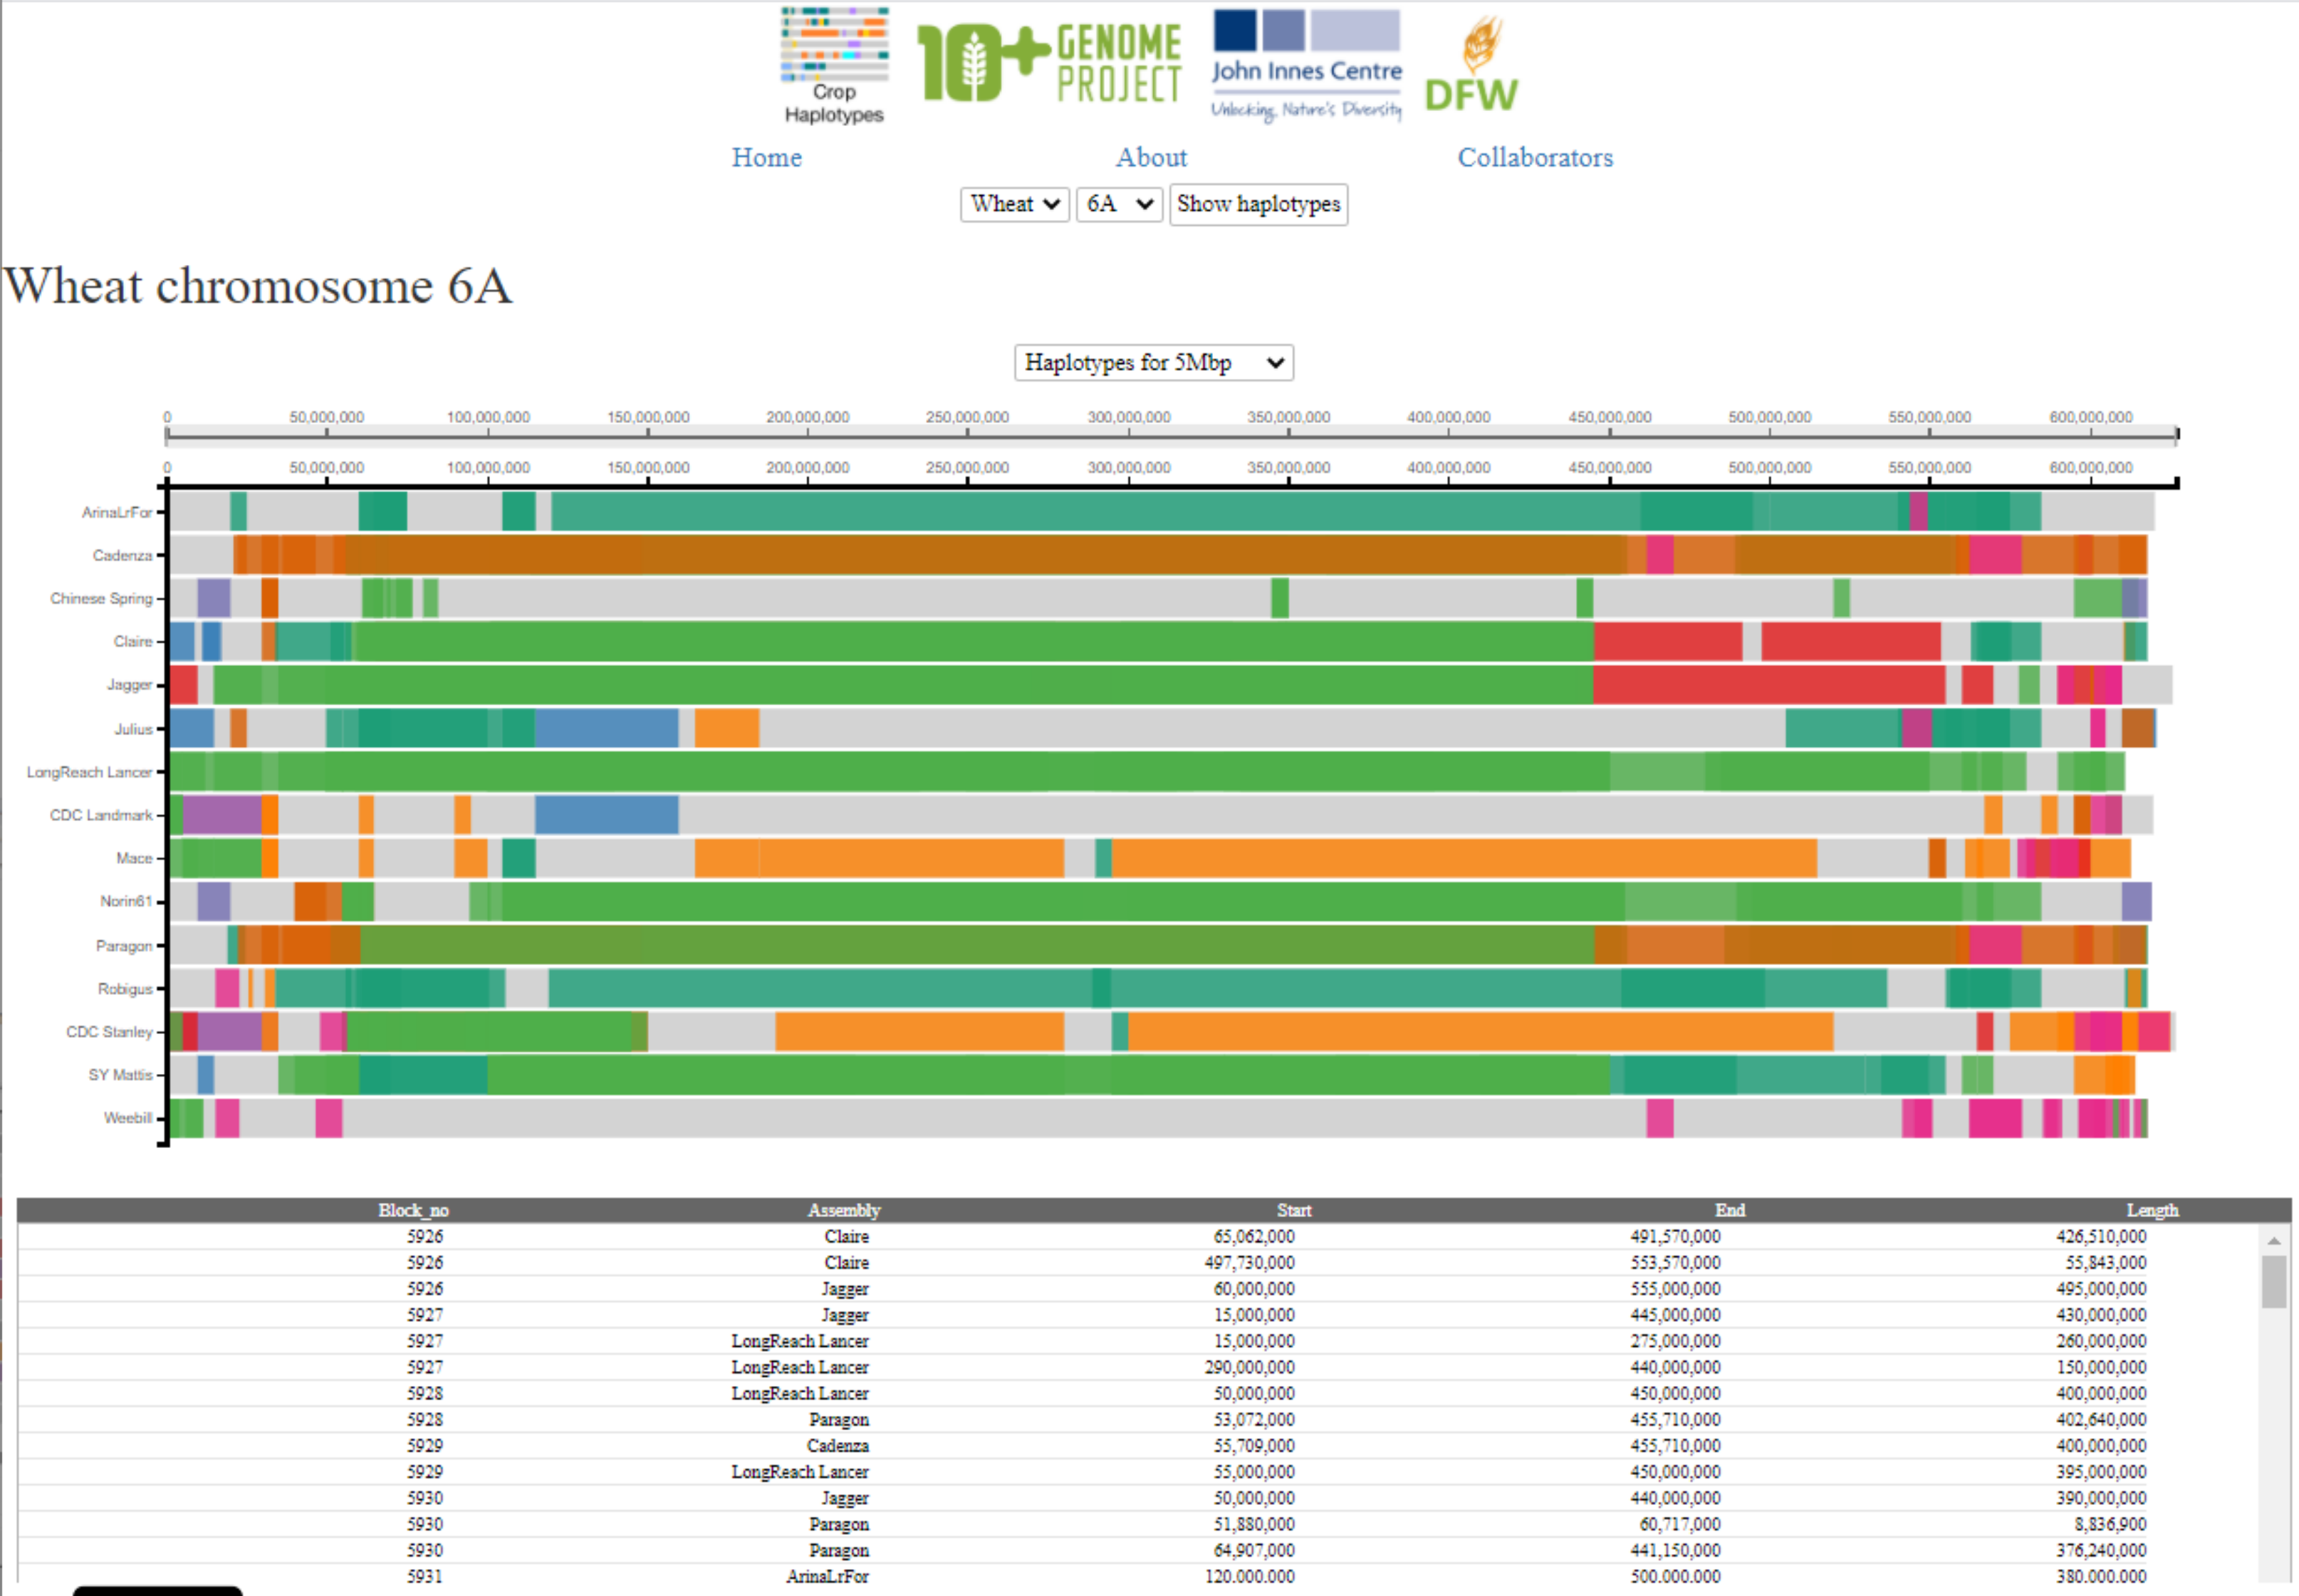 Crop
Haplotypes
10+ GENOME
PROJECT
John Innes Centre
Unlocking Nature's Diversity
DFW
Home About Collaborators
Wheat 6A Show haplotypes
Wheat chromosome 6A
Haplotypes for 5Mbp
0 50,000,000 100,000,000 150,000,000 200,000,000 250,000,000 300,000,000 350,000,000 400,000,000 450,000,000 500,000,000 550,000,000 600,000,000
0 50,000,000 100,000,000 150,000,000 200,000,000 250,000,000 300,000,000 350,000,000 400,000,000 450,000,000 500,000,000 550,000,000 600,000,000
ArinaLrFor
Cadenza
Chinese Spring
Claire
Jagger
Julius
LongReach Lancer
CDC Landmark
Mace
Norin61
Paragon
Robigus
CDC Stanley
SY Mattis
Weebill
Block_no Assembly Start End Length
5926 Claire 65,062,000 491,570,000 426,510,000
5926 Claire 497,730,000 553,570,000 55,843,000
5926 Jagger 60,000,000 555,000,000 495,000,000
5927 Jagger 15,000,000 445,000,000 430,000,000
5927 LongReach Lancer 15,000,000 275,000,000 260,000,000
5927 LongReach Lancer 290,000,000 440,000,000 150,000,000
5928 LongReach Lancer 50,000,000 450,000,000 400,000,000
5928 Paragon 53,072,000 455,710,000 402,640,000
5929 Cadenza 55,709,000 455,710,000 400,000,000
5929 LongReach Lancer 55,000,000 450,000,000 395,000,000
5930 Jagger 50,000,000 440,000,000 390,000,000
5930 Paragon 51,880,000 60,717,000 8,836,900
5930 Paragon 64,907,000 441,150,000 376,240,000
5931 ArinaLrFor 120,000,000 500,000,000 380,000,000